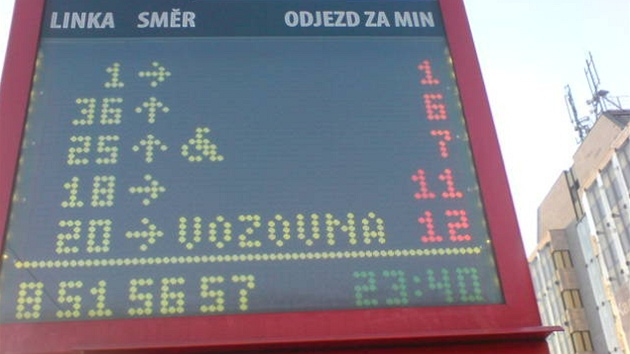 LINKA SMĚR ODJEZD ZA MIN
1 → 1
36 ↑ 6
25 ↑ ♿ 7
18 → 11
20 → VOZOVNA 12
8 51 56 57 23:40